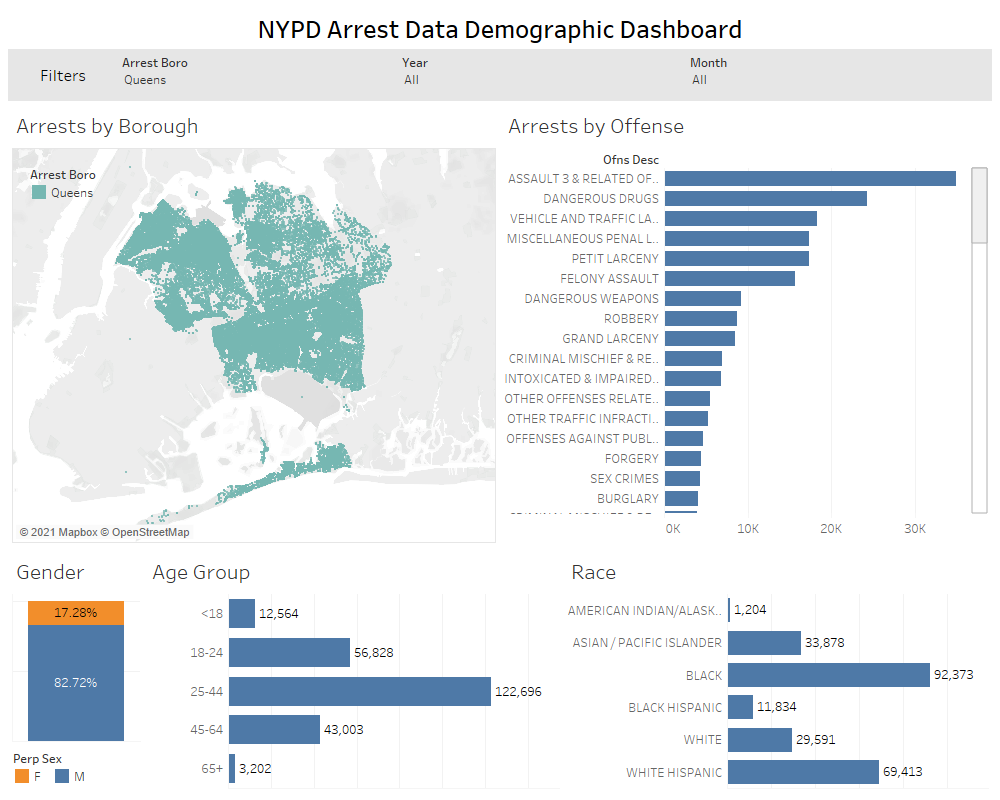 NYPD Arrest Data Demographic Dashboard
Filters
Arrest Boro
Queens
Year
All
Month
All
Arrests by Borough
Arrest Boro
Queens
© 2021 Mapbox © OpenStreetMap
Arrests by Offense
Ofns Desc
ASSAULT 3 & RELATED OF..
DANGEROUS DRUGS
VEHICLE AND TRAFFIC LA..
MISCELLANEOUS PENAL L..
PETIT LARCENY
FELONY ASSAULT
DANGEROUS WEAPONS
ROBBERY
GRAND LARCENY
CRIMINAL MISCHIEF & RE..
INTOXICATED & IMPAIRED..
OTHER OFFENSES RELATE..
OTHER TRAFFIC INFRACTI..
OFFENSES AGAINST PUBL..
FORGERY
SEX CRIMES
BURGLARY
0K 10K 20K 30K
Gender
17.28%
82.72%
Perp Sex
F M
Age Group
<18 12,564
18-24 56,828
25-44 122,696
45-64 43,003
65+ 3,202
Race
AMERICAN INDIAN/ALASK.. 1,204
ASIAN / PACIFIC ISLANDER 33,878
BLACK 92,373
BLACK HISPANIC 11,834
WHITE 29,591
WHITE HISPANIC 69,413